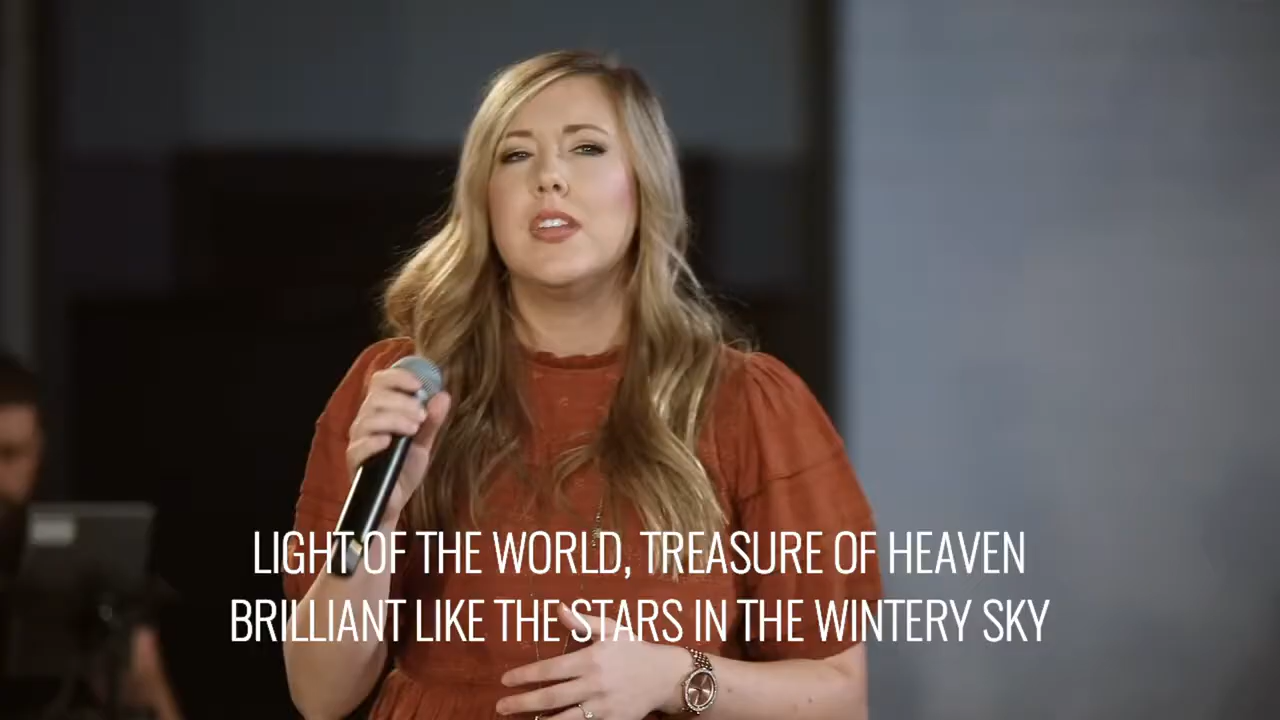 LIGHT OF THE WORLD, TREASURE OF HEAVEN
BRILLIANT LIKE THE STARS IN THE WINTERY SKY